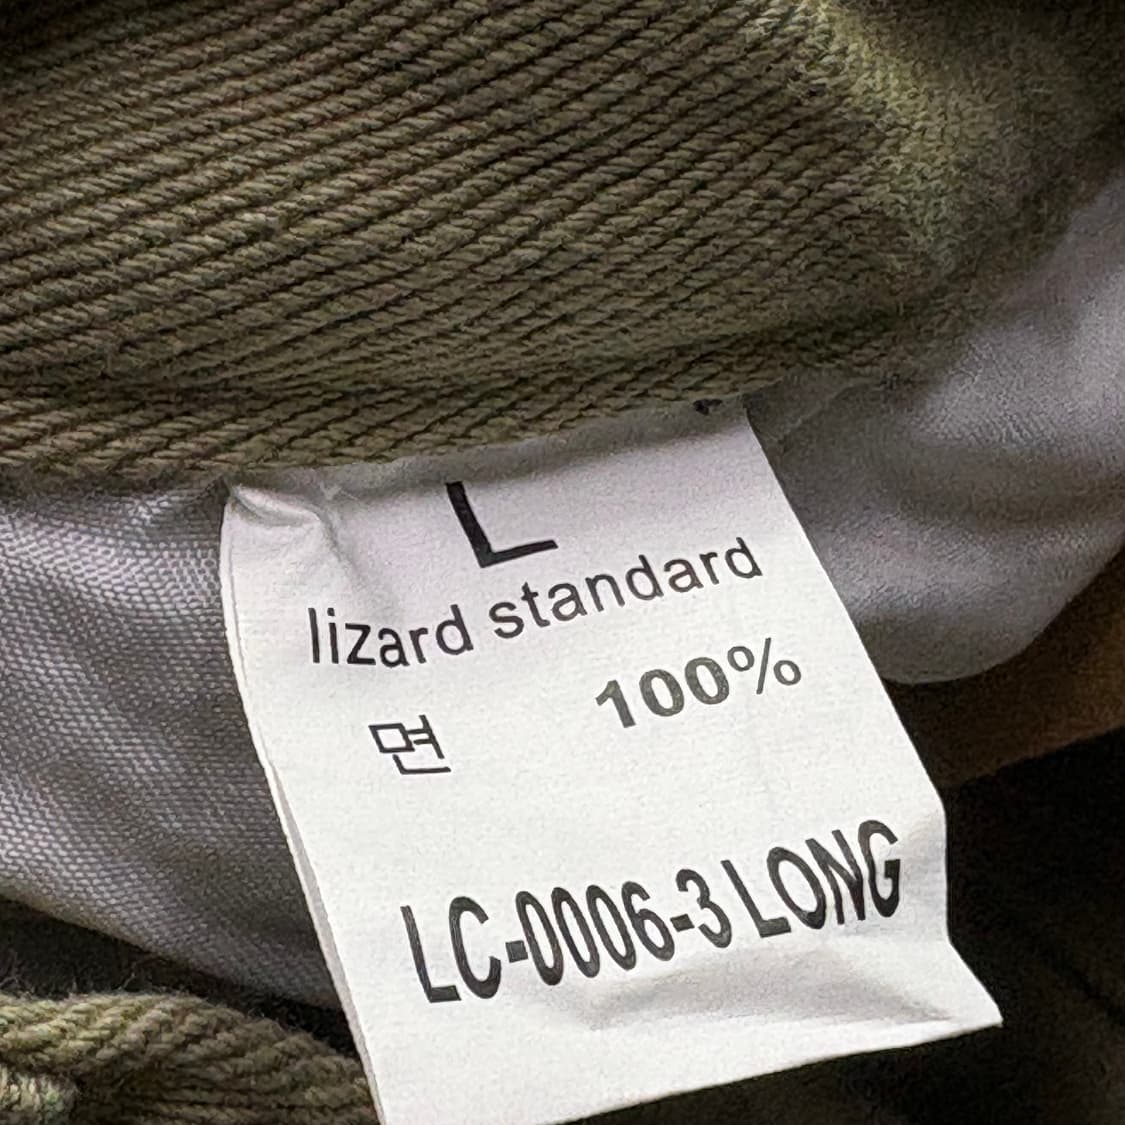 L
lizard standard
면 100%
LC-0006-3 LONG